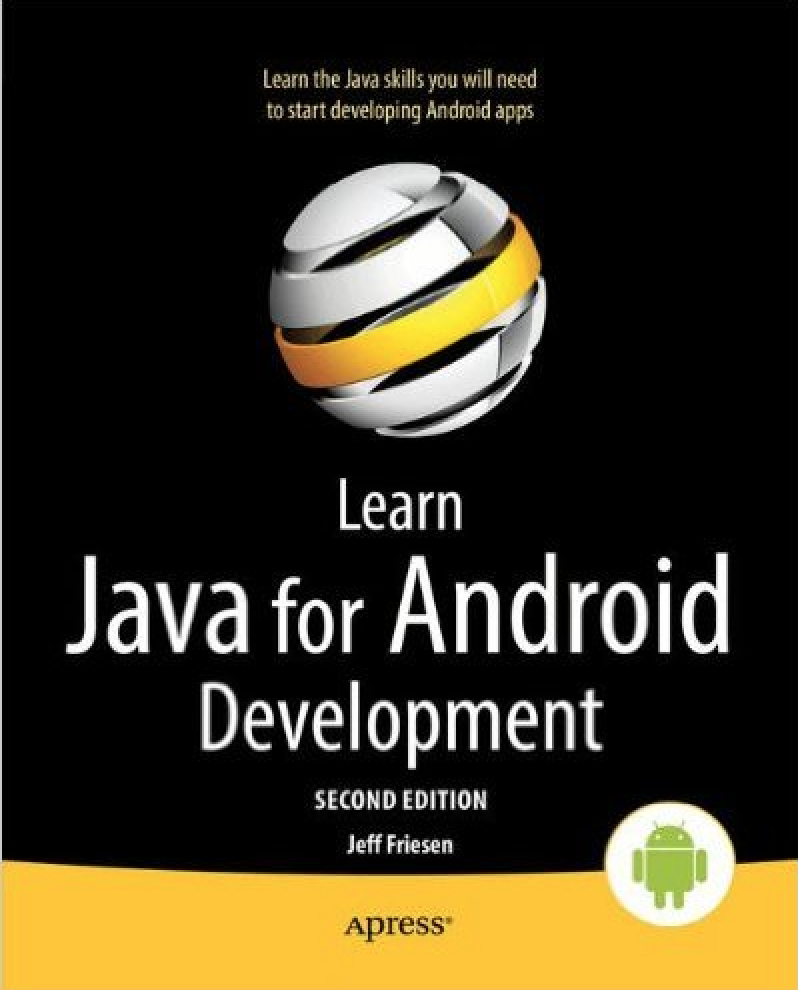 Learn the Java skills you will need
to start developing Android apps
Learn
Java for Android
Development
SECOND EDITION
Jeff Friesen
Apress®